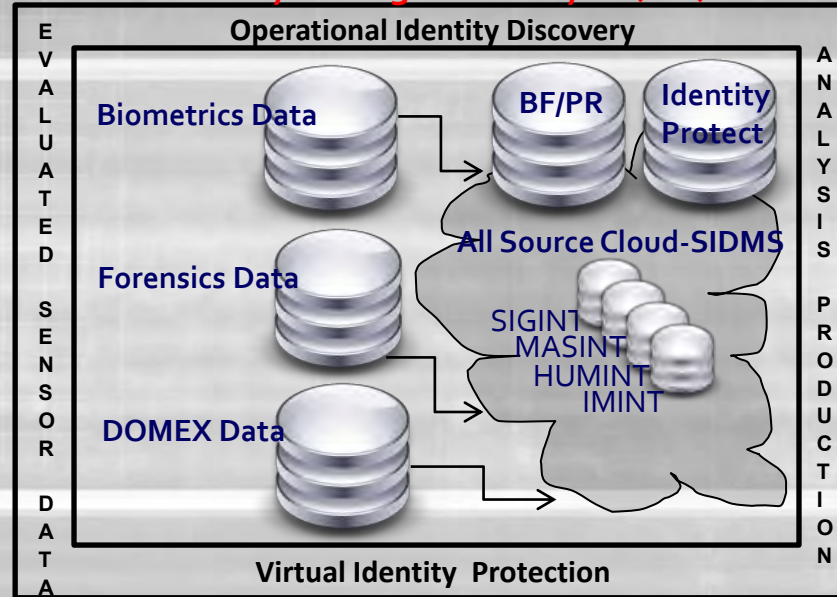 Operational Identity Discovery
EVALUATED SENSOR DATA
Biometrics Data
BF/PR
Identity
Protect
All Source Cloud-SIDMS
Forensics Data
SIGINT
MASINT
HUMINT
IMINT
DOMEX Data
ANALYSIS PRODUCTION
Virtual Identity Protection